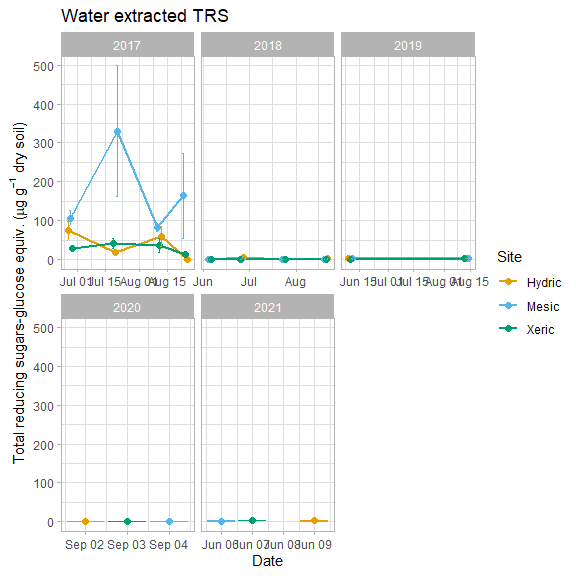 Water extracted TRS
2017 2018 2019
500
400
300
200
100
0
Jul 01 Jul 15 Aug 01 Aug 15 Jun Jul Aug Jun 15 Jul 01 Jul 15 Aug 01 Aug 15
Total reducing sugars-glucose equiv. (μg g⁻¹ dry soil)
Site
Hydric
Mesic
Xeric
2020 2021
500
400
300
200
100
0
Sep 02 Sep 03 Sep 04 Jun 06 Jun 07 Jun 08 Jun 09
Date